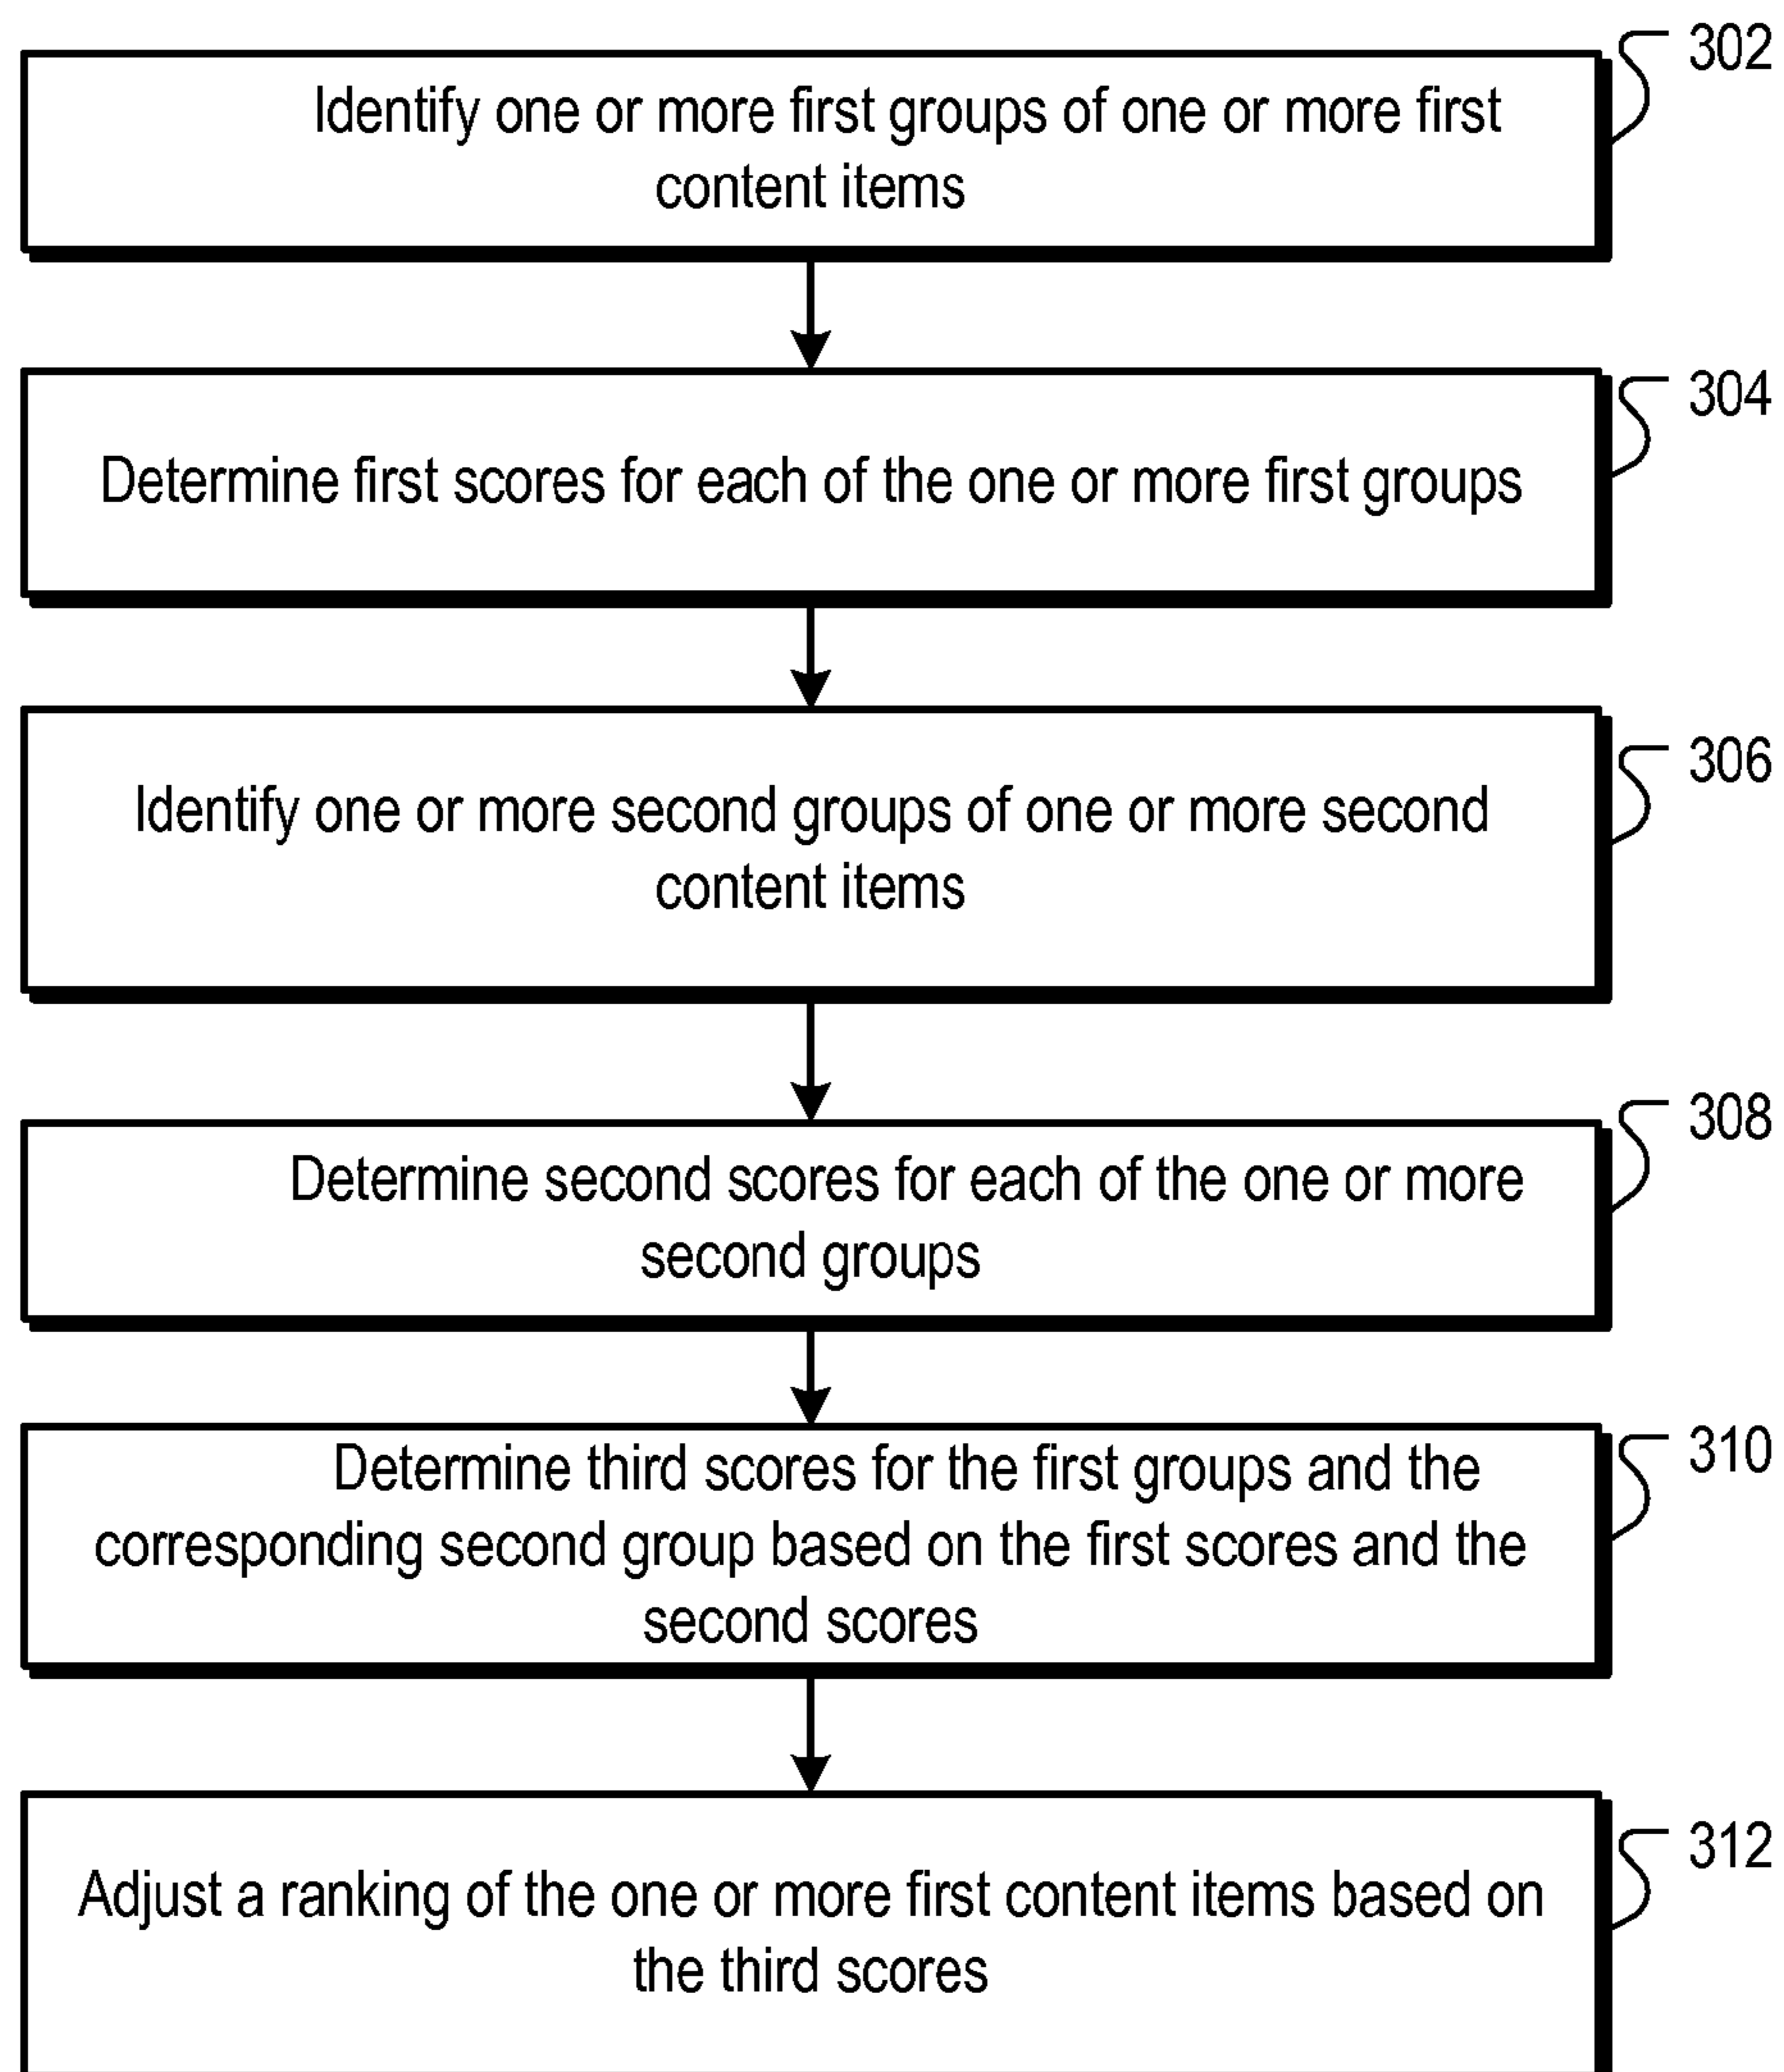 302
Identify one or more first groups of one or more first
content items
304
Determine first scores for each of the one or more first groups
306
Identify one or more second groups of one or more second
content items
308
Determine second scores for each of the one or more
second groups
310
Determine third scores for the first groups and the
corresponding second group based on the first scores and the
second scores
312
Adjust a ranking of the one or more first content items based on
the third scores